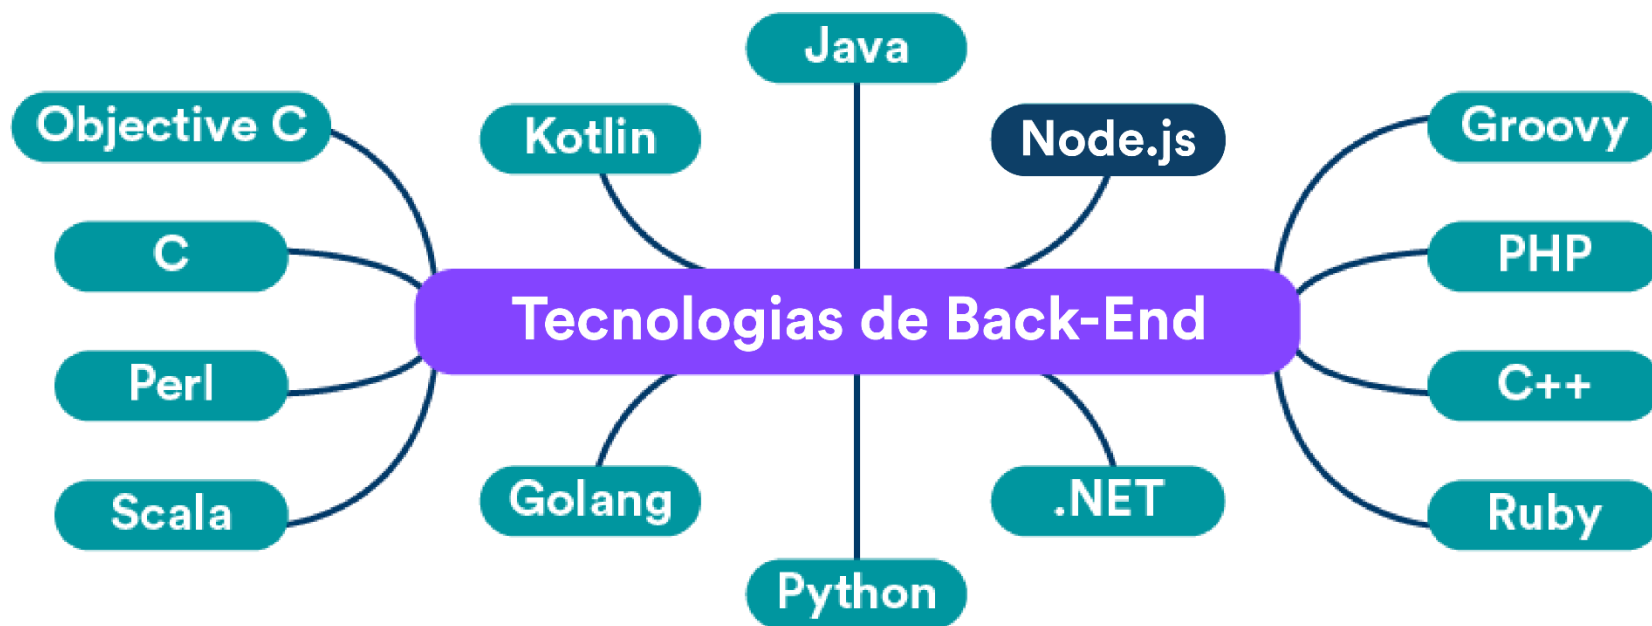 Java
Objective C
Kotlin
Node.js
Groovy
C
PHP
Tecnologias de Back-End
Perl
C++
Scala
Golang
.NET
Ruby
Python